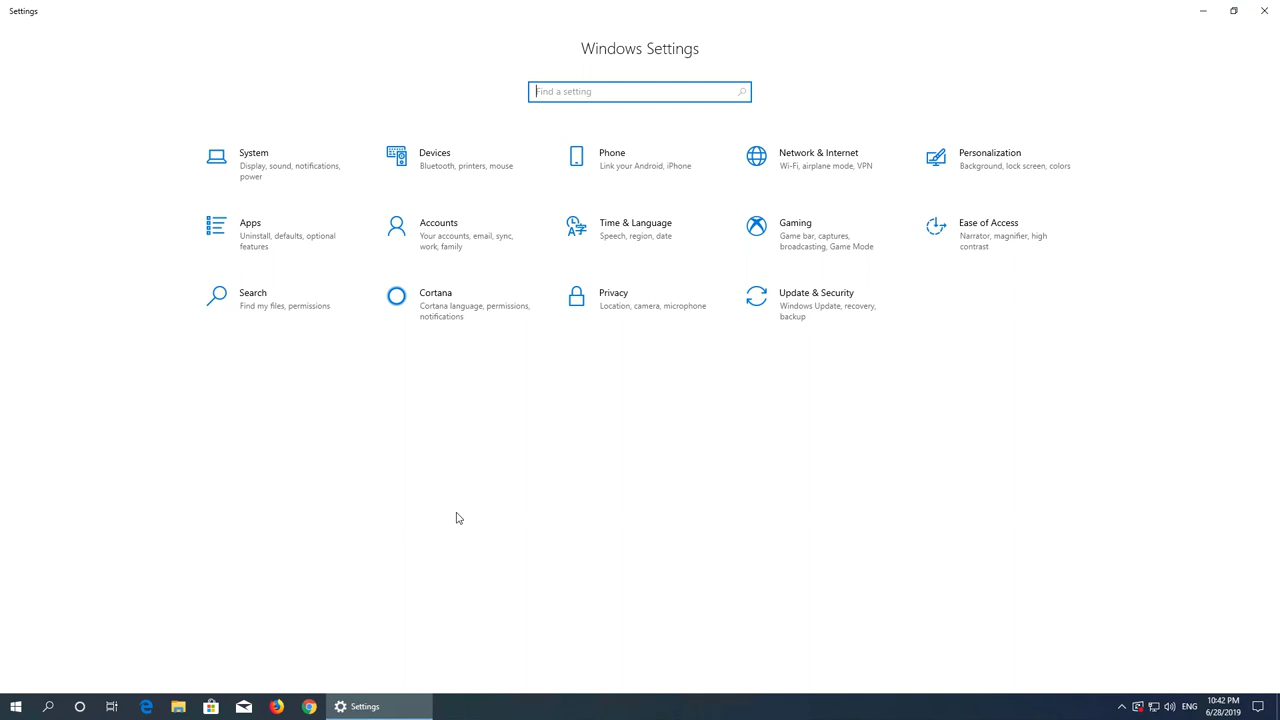 Settings
Windows Settings
Find a setting
System
Display, sound, notifications,
power
Devices
Bluetooth, printers, mouse
Phone
Link your Android, iPhone
Network & Internet
Wi-Fi, airplane mode, VPN
Personalization
Background, lock screen, colors
Apps
Uninstall, defaults, optional
features
Accounts
Your accounts, email, sync,
work, family
Time & Language
Speech, region, date
Gaming
Game bar, captures,
broadcasting, Game Mode
Ease of Access
Narrator, magnifier, high
contrast
Search
Find my files, permissions
Cortana
Cortana language, permissions,
notifications
Privacy
Location, camera, microphone
Update & Security
Windows Update, recovery,
backup
Settings
ENG
10:42 PM
6/28/2019